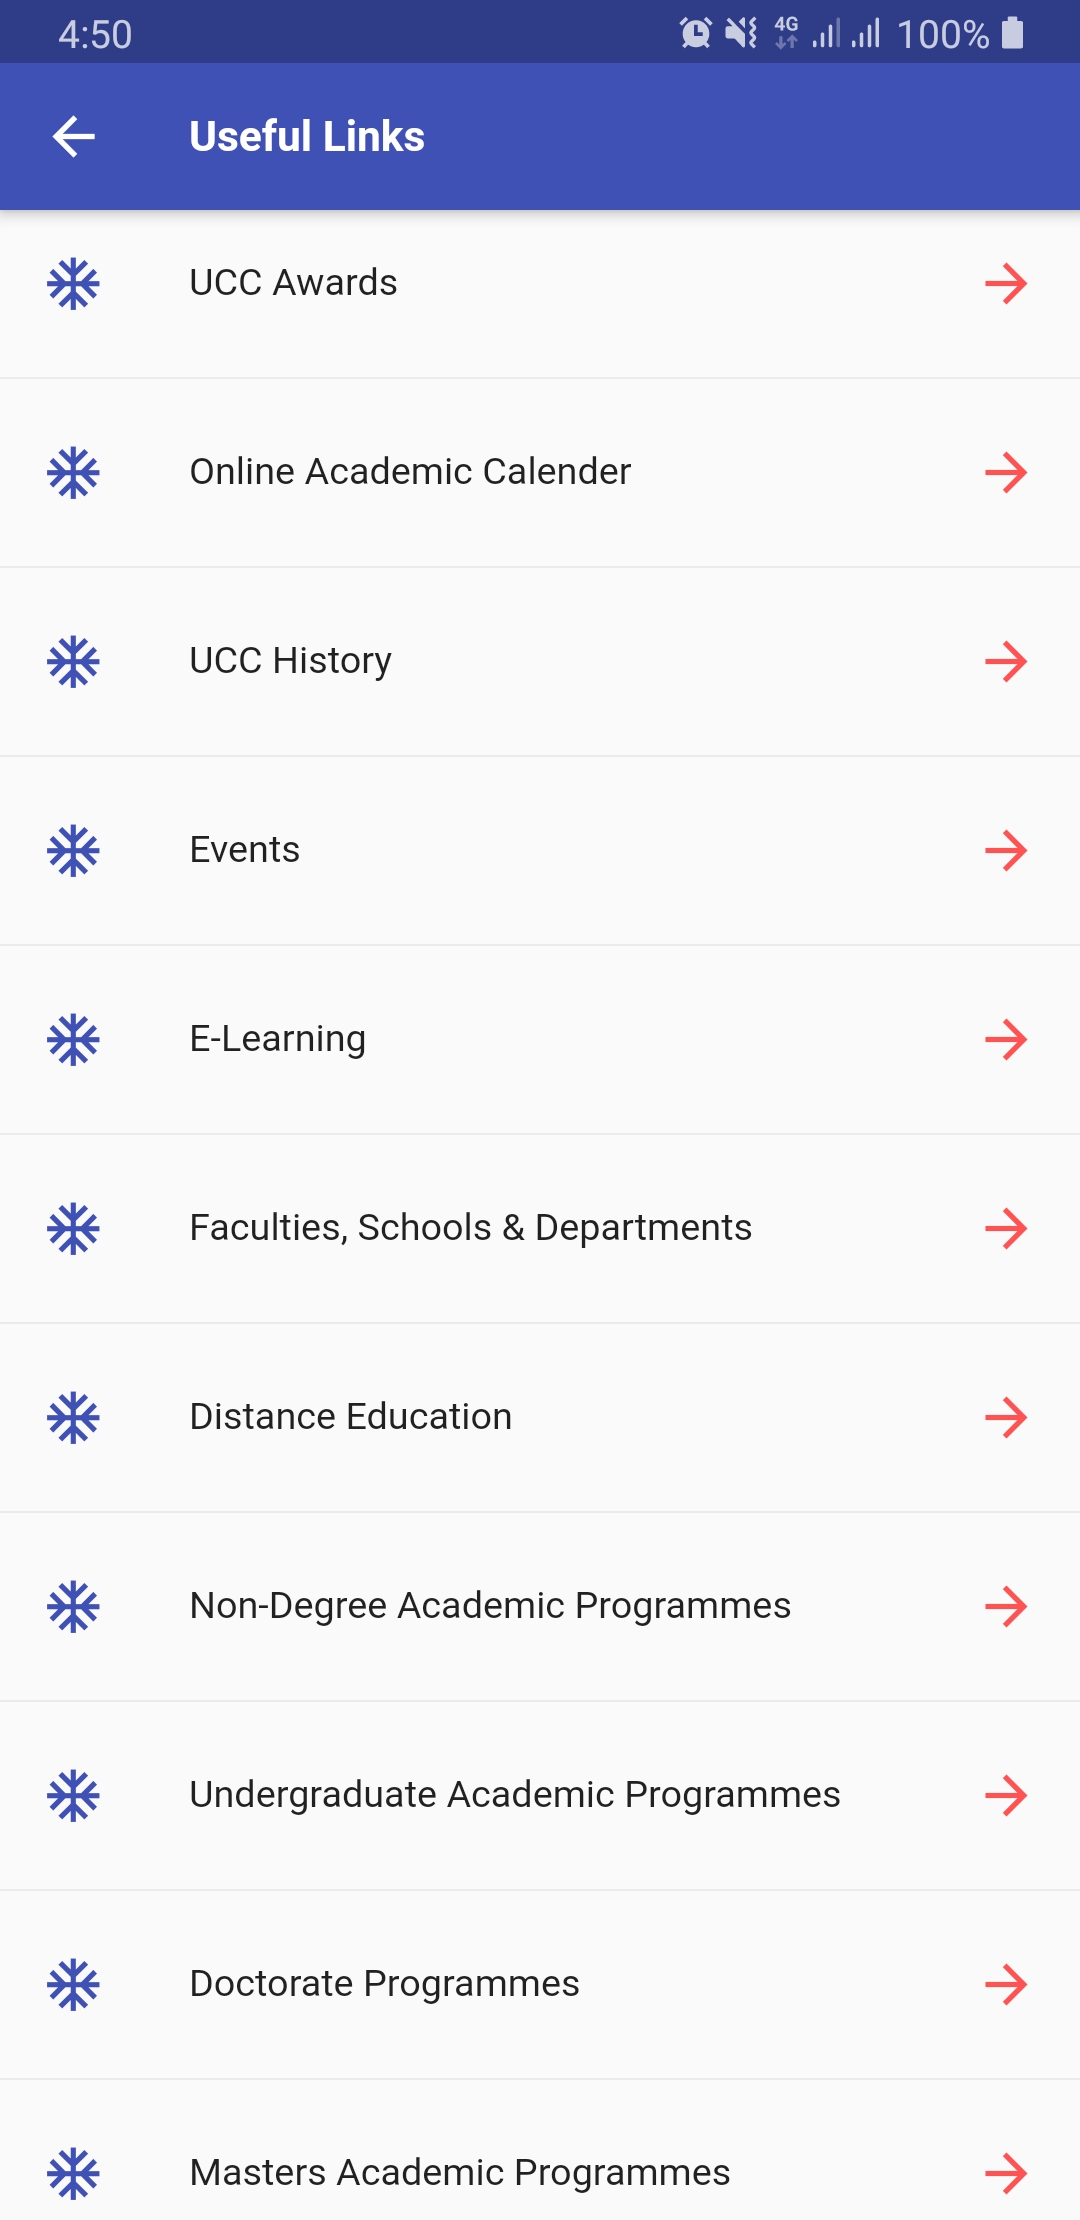 4:50 4G 100%
Useful Links
UCC Awards
Online Academic Calender
UCC History
Events
E-Learning
Faculties, Schools & Departments
Distance Education
Non-Degree Academic Programmes
Undergraduate Academic Programmes
Doctorate Programmes
Masters Academic Programmes